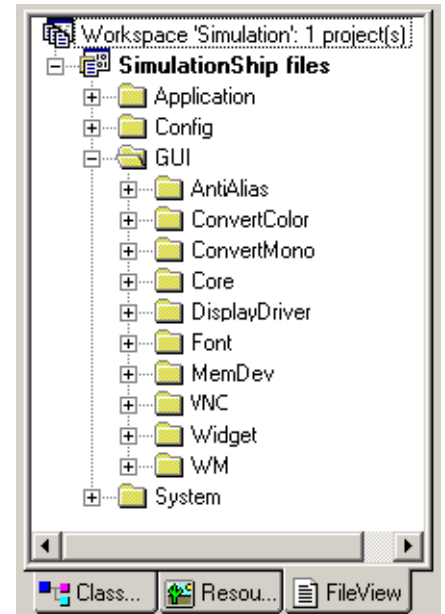 Workspace 'Simulation': 1 project(s)
SimulationShip files
Application
Config
GUI
AntiAlias
ConvertColor
ConvertMono
Core
DisplayDriver
Font
MemDev
VNC
Widget
WM
System
Class... Resou... FileView